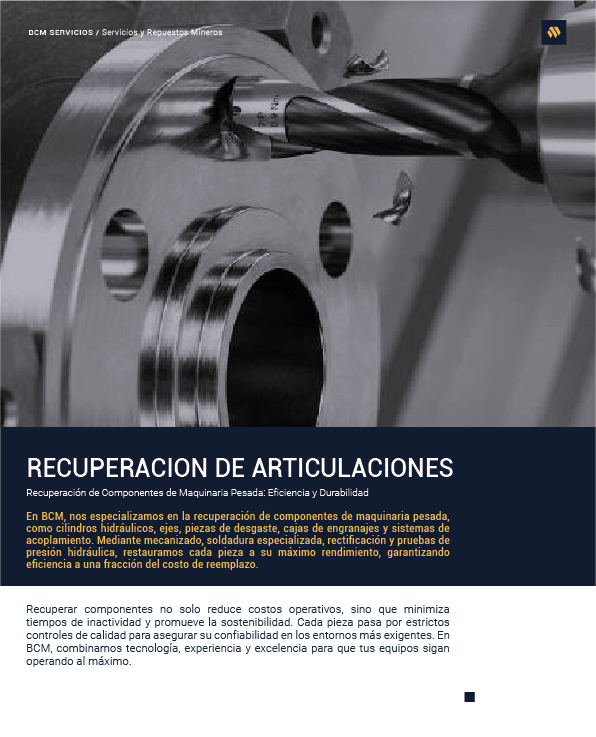 BCM SERVICIOS / Servicios y Repuestos Mineros
RECUPERACION DE ARTICULACIONES
Recuperación de Componentes de Maquinaria Pesada: Eficiencia y Durabilidad
En BCM, nos especializamos en la recuperación de componentes de maquinaria pesada,
como cilindros hidráulicos, ejes, piezas de desgaste, cajas de engranajes y sistemas de
acoplamiento. Mediante mecanizado, soldadura especializada, rectificación y pruebas de
presión hidráulica, restauramos cada pieza a su máximo rendimiento, garantizando
eficiencia a una fracción del costo de reemplazo.
Recuperar componentes no solo reduce costos operativos, sino que minimiza
tiempos de inactividad y promueve la sostenibilidad. Cada pieza pasa por estrictos
controles de calidad para asegurar su confiabilidad en los entornos más exigentes. En
BCM, combinamos tecnología, experiencia y excelencia para que tus equipos sigan
operando al máximo.